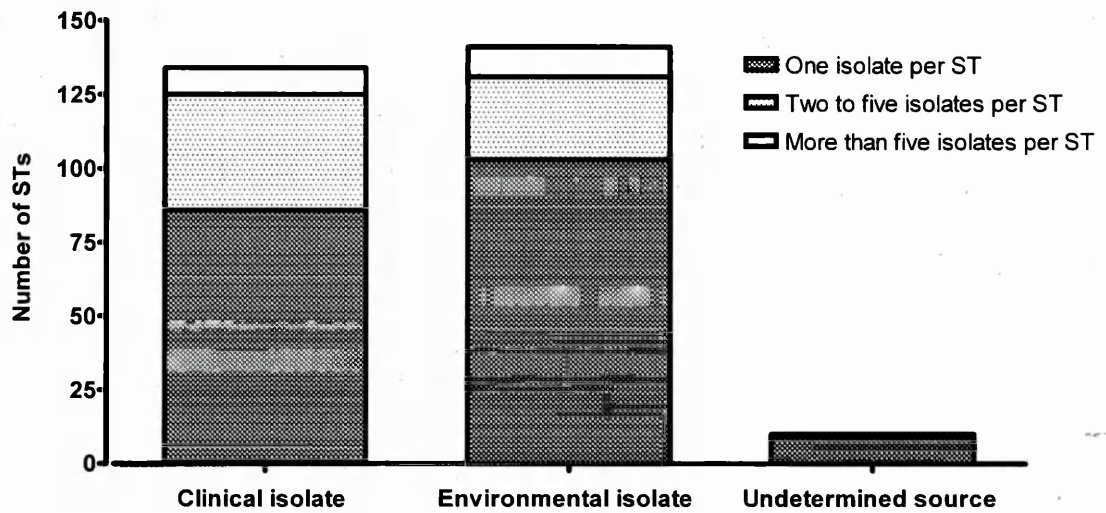 150
125
100
75
50
25
0
Number of STs
One isolate per ST
Two to five isolates per ST
More than five isolates per ST
Clinical isolate
Environmental isolate
Undetermined source